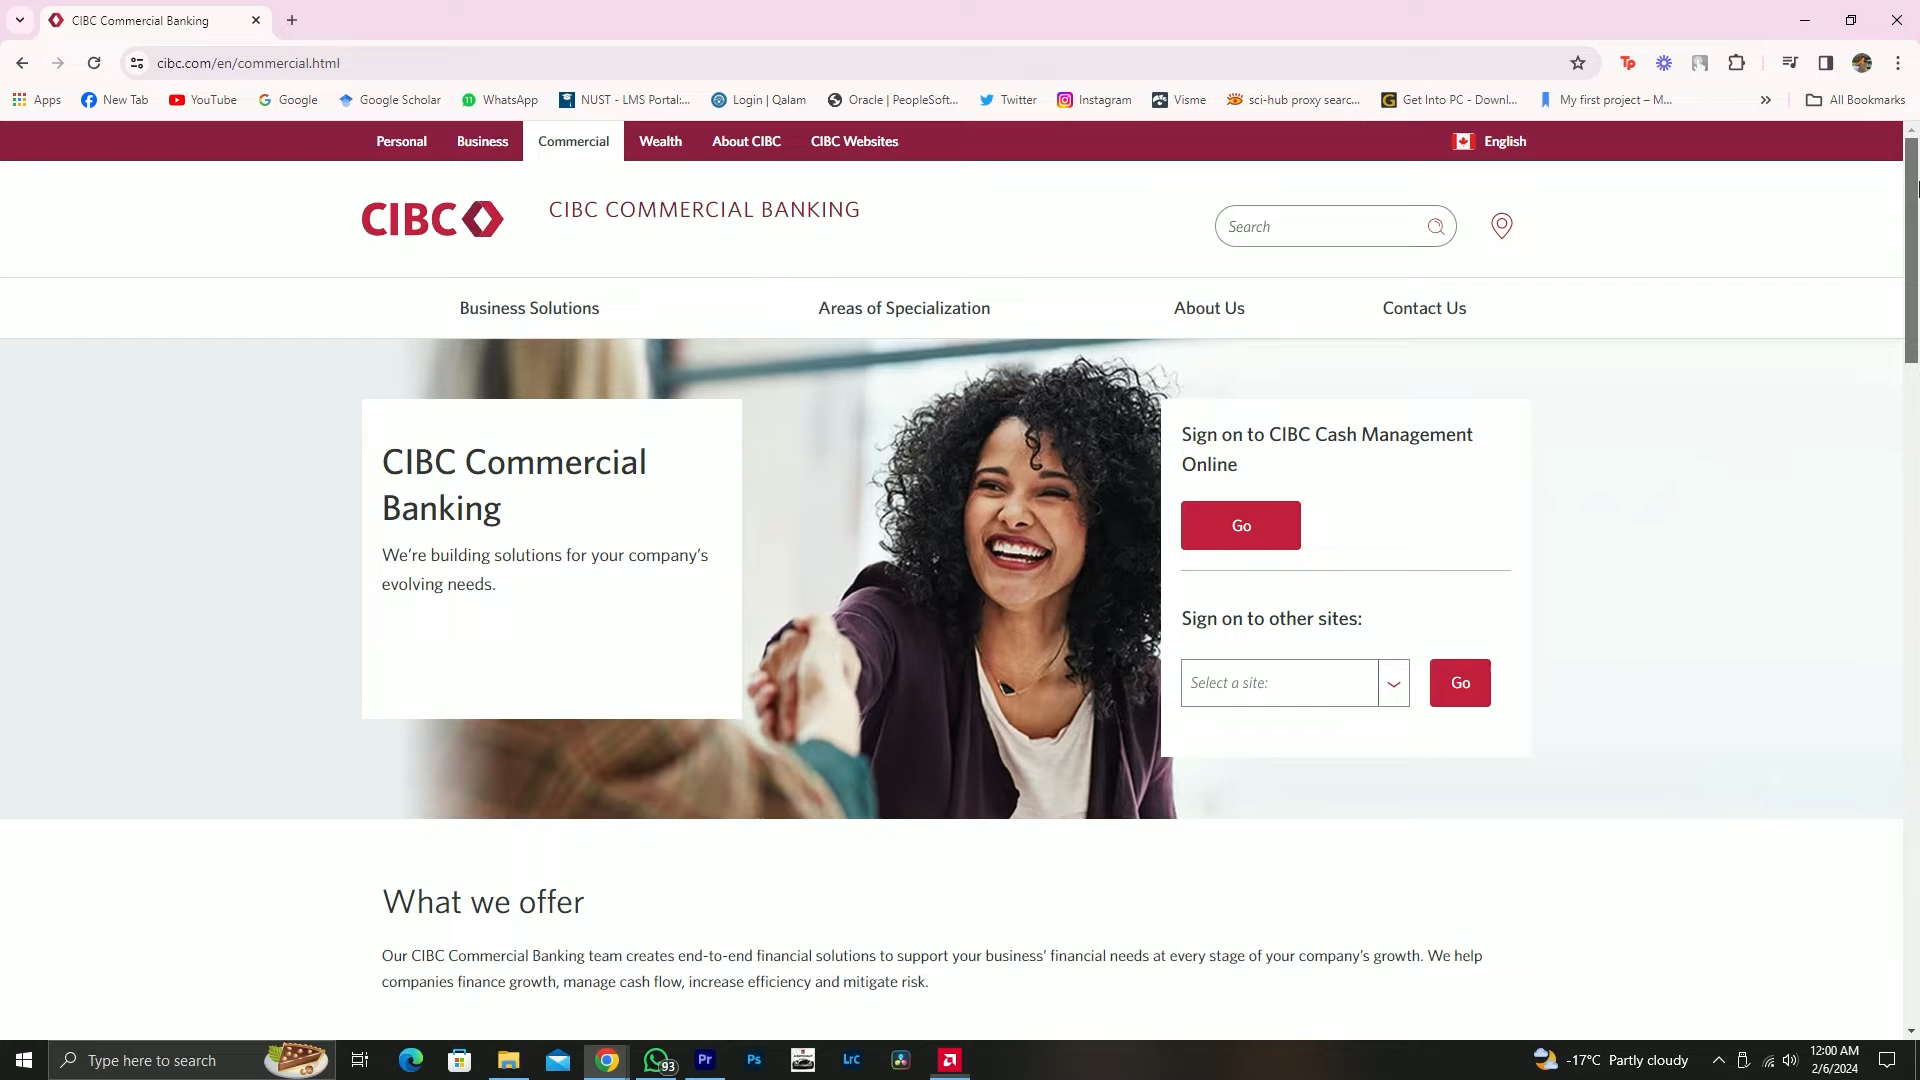 CIBC Commercial Banking
cibc.com/en/commercial.html
Apps New Tab YouTube Google Google Scholar WhatsApp NUST - LMS Portal:... Login | Qalam Oracle | PeopleSoft... Twitter Instagram Visme sci-hub proxy searc... Get Into PC - Downl... My first project – M... » All Bookmarks
Personal Business Commercial Wealth About CIBC CIBC Websites English
CIBC CIBC COMMERCIAL BANKING
Search
Business Solutions Areas of Specialization About Us Contact Us
CIBC Commercial
Banking
We're building solutions for your company's
evolving needs.
Sign on to CIBC Cash Management
Online
Go
Sign on to other sites:
Select a site: Go
What we offer
Our CIBC Commercial Banking team creates end-to-end financial solutions to support your business' financial needs at every stage of your company's growth. We help
companies finance growth, manage cash flow, increase efficiency and mitigate risk.
Type here to search 93 Pr Ps Lrc -17°C Partly cloudy 12:00 AM
2/6/2024